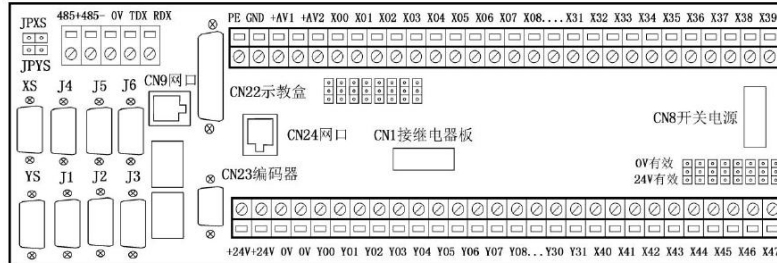 485+485- 0V TDX RDX
PE GND +AV1 +AV2 X00 X01 X02 X03 X04 X05 X06 X07 X08....X31 X32 X33 X34 X35 X36 X37 X38 X39
JPXS
JPYS
XS J4 J5 J6
CN9网口
CN22示教盒
CN24网口
CN1接继电器板
CN8开关电源
CN23编码器
0V有效
24V有效
YS J1 J2 J3
+24V+24V 0V 0V Y00 Y01 Y02 Y03 Y04 Y05 Y06 Y07 Y08...Y30 Y31 X40 X41 X42 X43 X44 X45 X46 X47